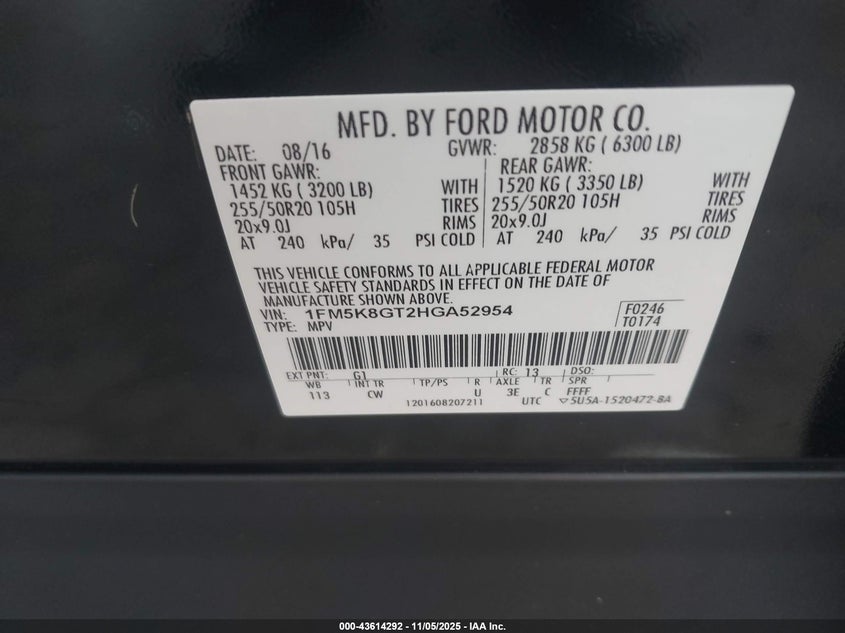 MFD. BY FORD MOTOR CO.
DATE: 08/16 GVWR: 2858 KG ( 6300 LB)
FRONT GAWR: REAR GAWR:
1452 KG ( 3200 LB) WITH 1520 KG ( 3350 LB) WITH
255/50R20 105H TIRES 255/50R20 105H TIRES
20x9.0J RIMS 20x9.0J RIMS
AT 240 kPa/ 35 PSI COLD AT 240 kPa/ 35 PSI COLD
THIS VEHICLE CONFORMS TO ALL APPLICABLE FEDERAL MOTOR
VEHICLE SAFETY STANDARDS IN EFFECT ON THE DATE OF
MANUFACTURE SHOWN ABOVE.
VIN: 1FM5K8GT2HGA52954 F0246
TYPE: MPV T0174
EXT PNT: G1 RC: 13 DSO:
WB INT TR TP/PS R AXLE TR SPR
113 CW U 3E C FFFF
1201608207211 UTC ▽5U5A-1520472-BA
000-43614292 - 11/05/2025 - IAA Inc.